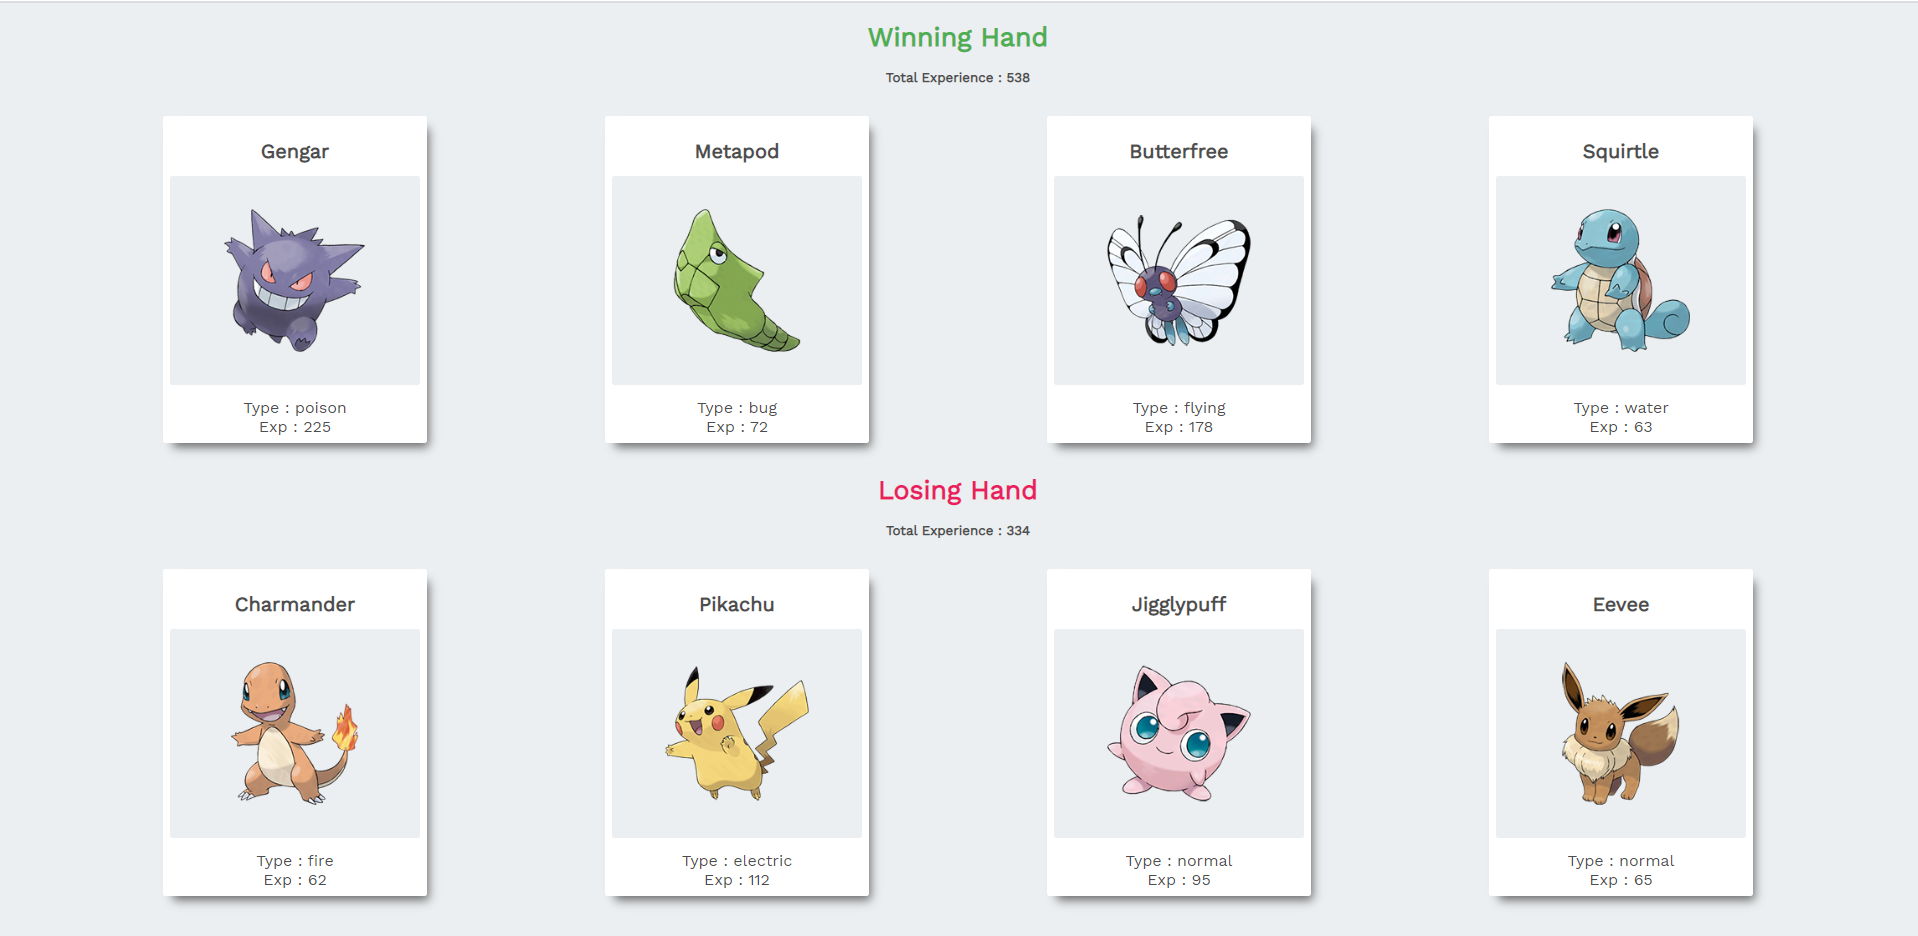 Winning Hand
Total Experience : 538
Gengar
Type : poison
Exp : 225
Metapod
Type : bug
Exp : 72
Butterfree
Type : flying
Exp : 178
Squirtle
Type : water
Exp : 63
Losing Hand
Total Experience : 334
Charmander
Type : fire
Exp : 62
Pikachu
Type : electric
Exp : 112
Jigglypuff
Type : normal
Exp : 95
Eevee
Type : normal
Exp : 65